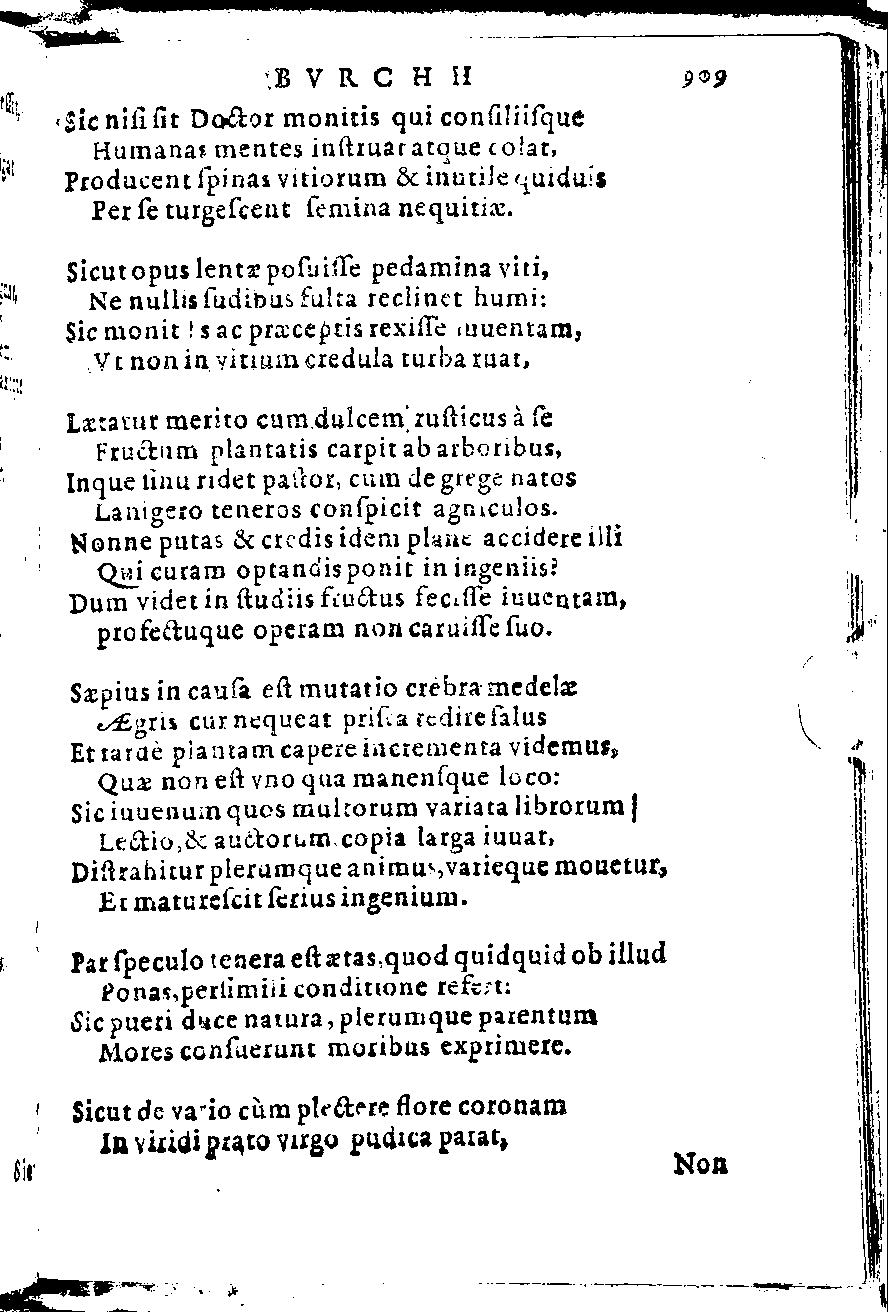 BVRCHII 909
Sic niſi ſit Doctor monitis qui conſiliiſque
Humanas mentes inſtruat atque colat,
Producent ſpinas vitiorum & inutile quiduis
Per ſe turgeſcent ſemina nequitiæ.
Sicut opus lentæ poſuiſſe pedamina viti,
Ne nullis ſudibus fulta reclinet humi:
Sic monitis ac præceptis rexiſſe iuuentam,
Vt non in vitium credula turba ruat,
Lætatur merito cum dulcem ruſticus à ſe
Fructum plantatis carpit ab arboribus,
Inque ſinu ridet paſtor, cum de grege natos
Lanigero teneros conſpicit agniculos.
Nonne putas & credis idem plane accidere illi
Qui curam optandis ponit in ingeniis?
Dum videt in ſtudiis fructus feciſſe iuuentam,
profectuque operam non caruiſſe ſuo.
Sæpius in cauſa eſt mutatio crebra medelæ
Ægris cur nequeat priſca redire ſalus
Et tardè plantam capere incrementa videmus,
Quæ non eſt vno qua manenſque loco:
Sic iuuenum quos multorum variata librorum
Lectio, & auctorum copia larga iuuat,
Diſtrahitur plerumque animus, varieque mouetur,
Et matureſcit ſerius ingenium.
Par ſpeculo tenera eſt ætas, quod quidquid ob illud
Ponas, perſimili conditione refert:
Sic pueri duce natura, plerumque parentum
Mores conſuerunt moribus exprimere.
Sicut de vario cùm plectere flore coronam
In viridi prato virgo pudica parat,
Non
Sic